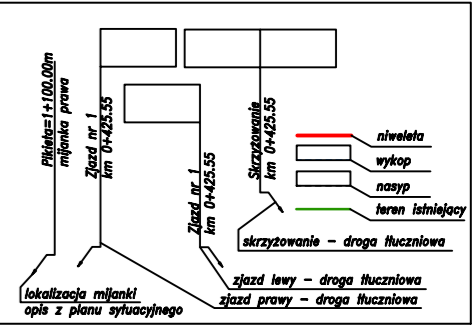 Pikieta=1+100.00m
mijanka prawa
Zjazd nr 1
km 0+425.55
Zjazd nr 1
km 0+425.55
Skrzyżowanie
km 0+425.55
niweleta
wykop
nasyp
teren istniejący
skrzyżowanie – droga tłuczniowa
zjazd lewy – droga tłuczniowa
zjazd prawy – droga tłuczniowa
lokalizacja mijanki
opis z planu sytuacyjnego